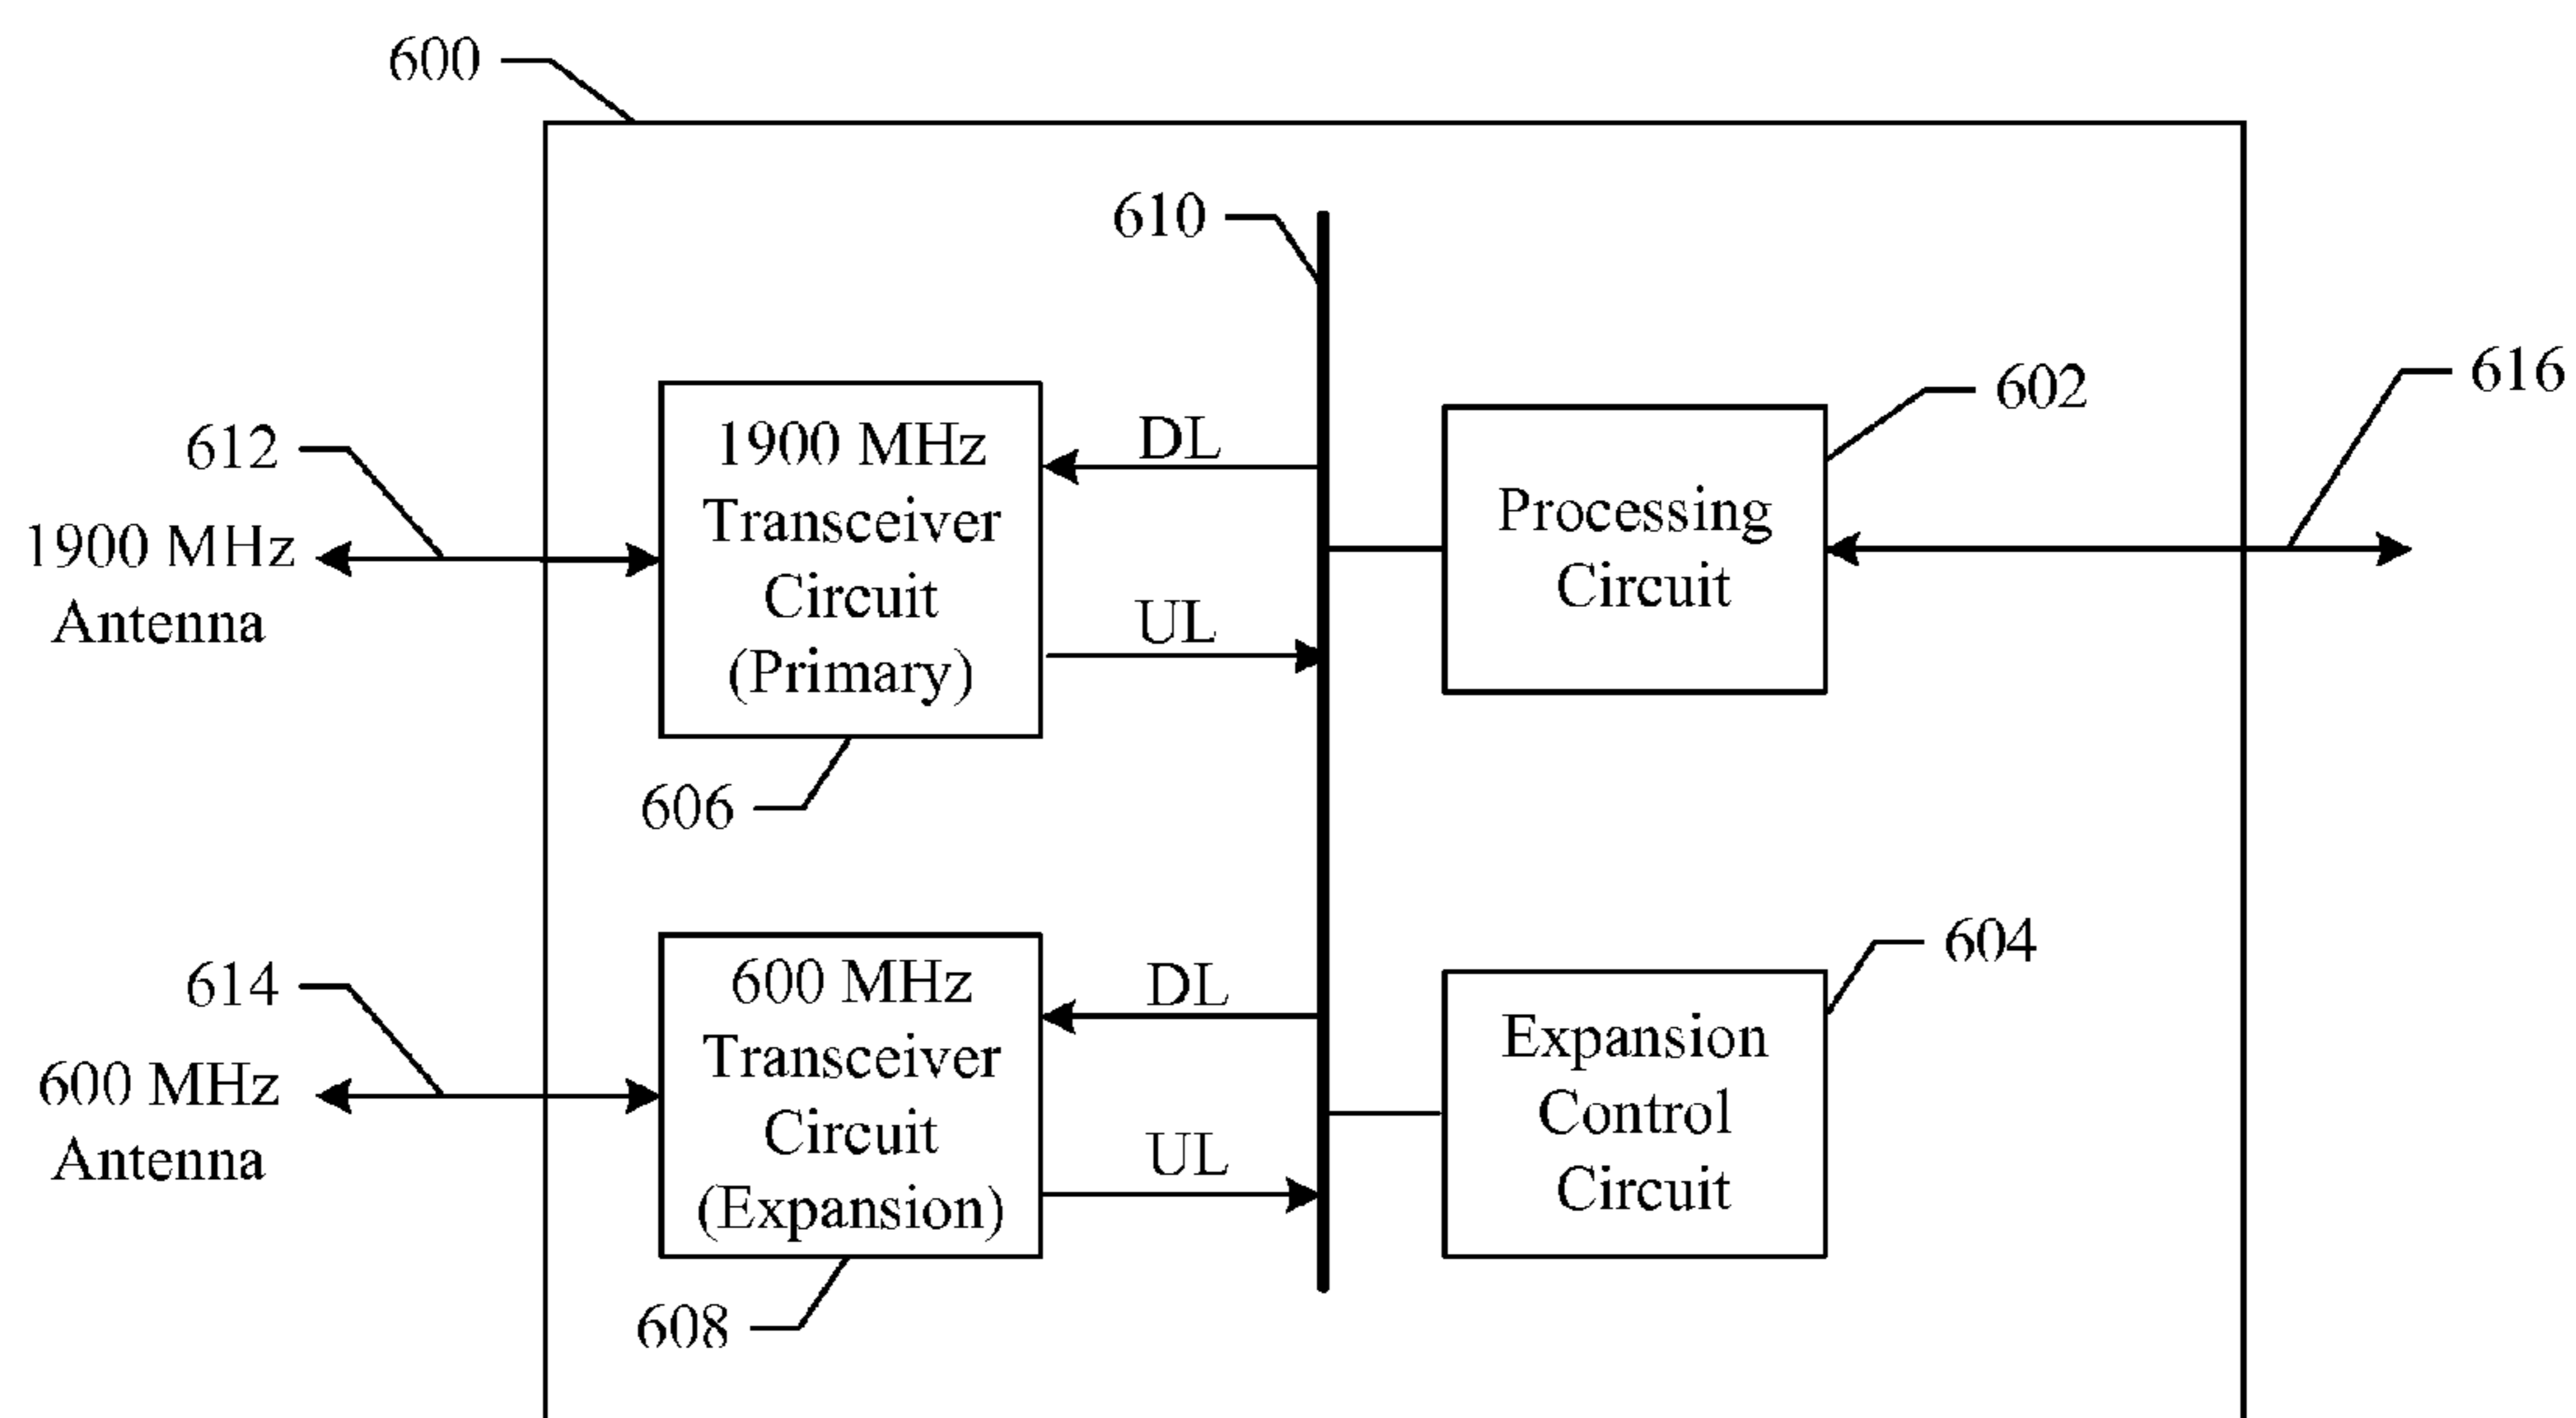 600
610
616
602
612
1900 MHz
Antenna
1900 MHz
Transceiver
Circuit
(Primary)
DL
UL
Processing
Circuit
606
604
614
600 MHz
Antenna
600 MHz
Transceiver
Circuit
(Expansion)
DL
UL
Expansion
Control
Circuit
608